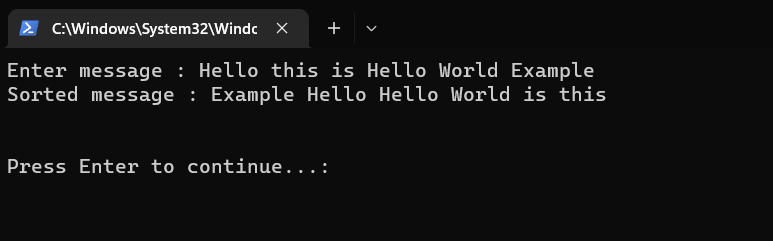 C:\Windows\System32\Windc
Enter message : Hello this is Hello World Example
Sorted message : Example Hello Hello World is this
Press Enter to continue...: